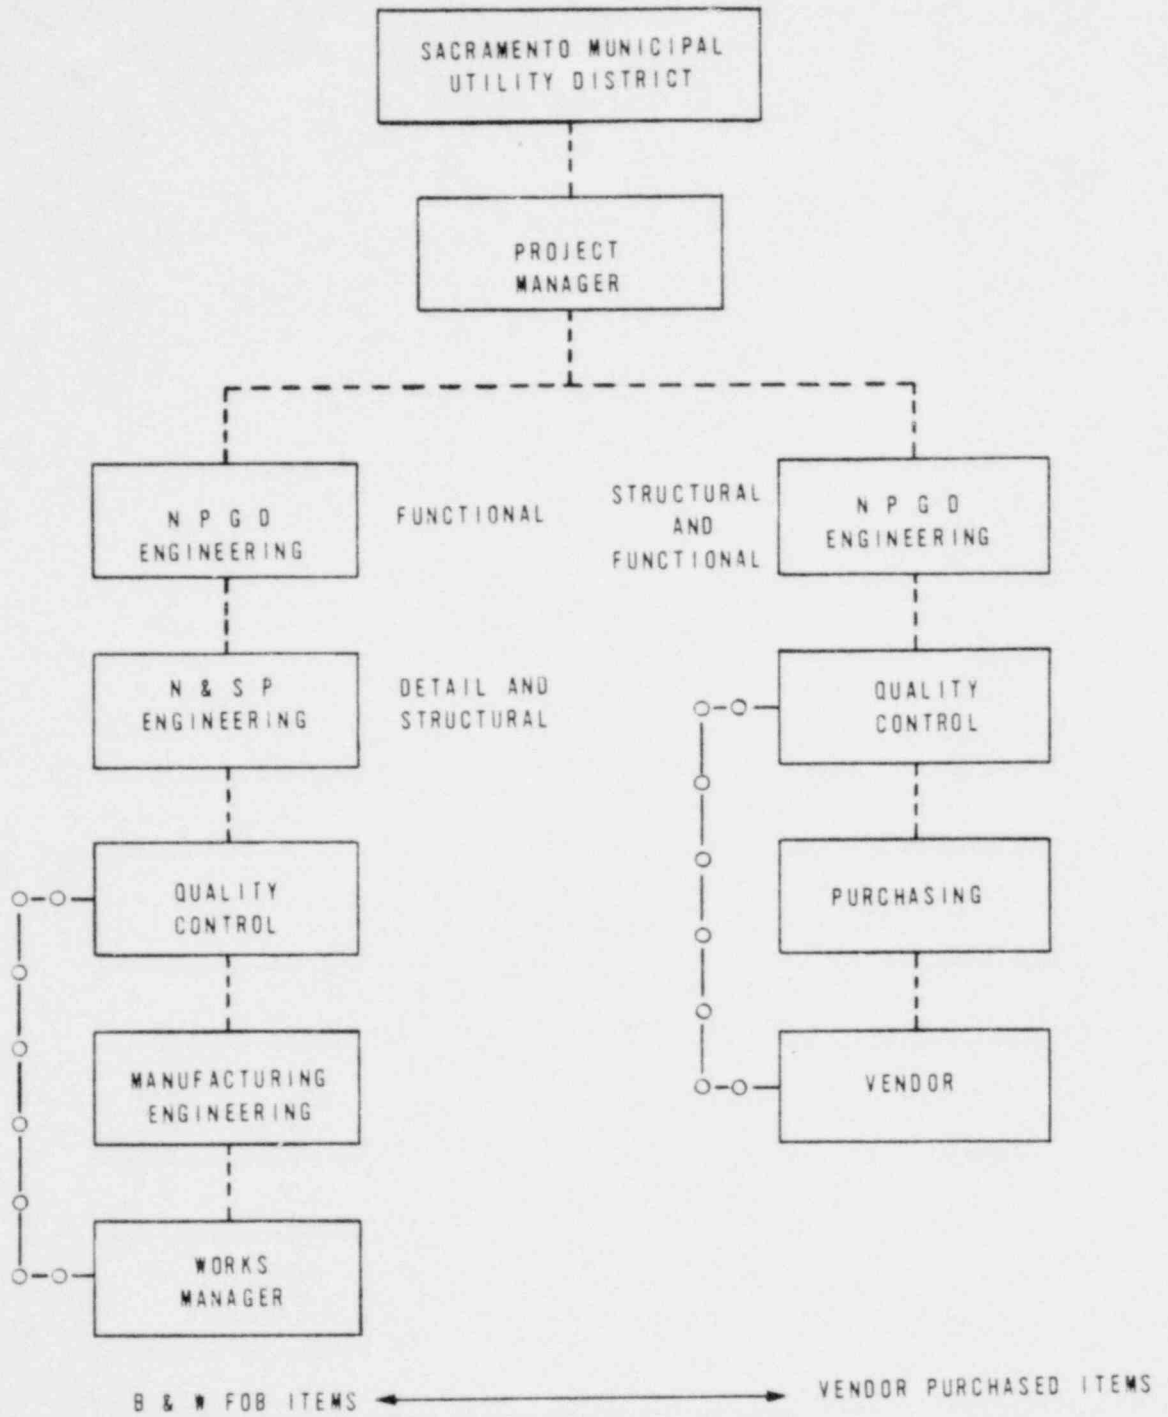 SACRAMENTO MUNICIPAL
UTILITY DISTRICT
PROJECT
MANAGER
N P G D
ENGINEERING
FUNCTIONAL
STRUCTURAL
AND
FUNCTIONAL
N P G D
ENGINEERING
N & S P
ENGINEERING
DETAIL AND
STRUCTURAL
QUALITY
CONTROL
QUALITY
CONTROL
PURCHASING
MANUFACTURING
ENGINEERING
VENDOR
WORKS
MANAGER
B & W FOB ITEMS
VENDOR PURCHASED ITEMS